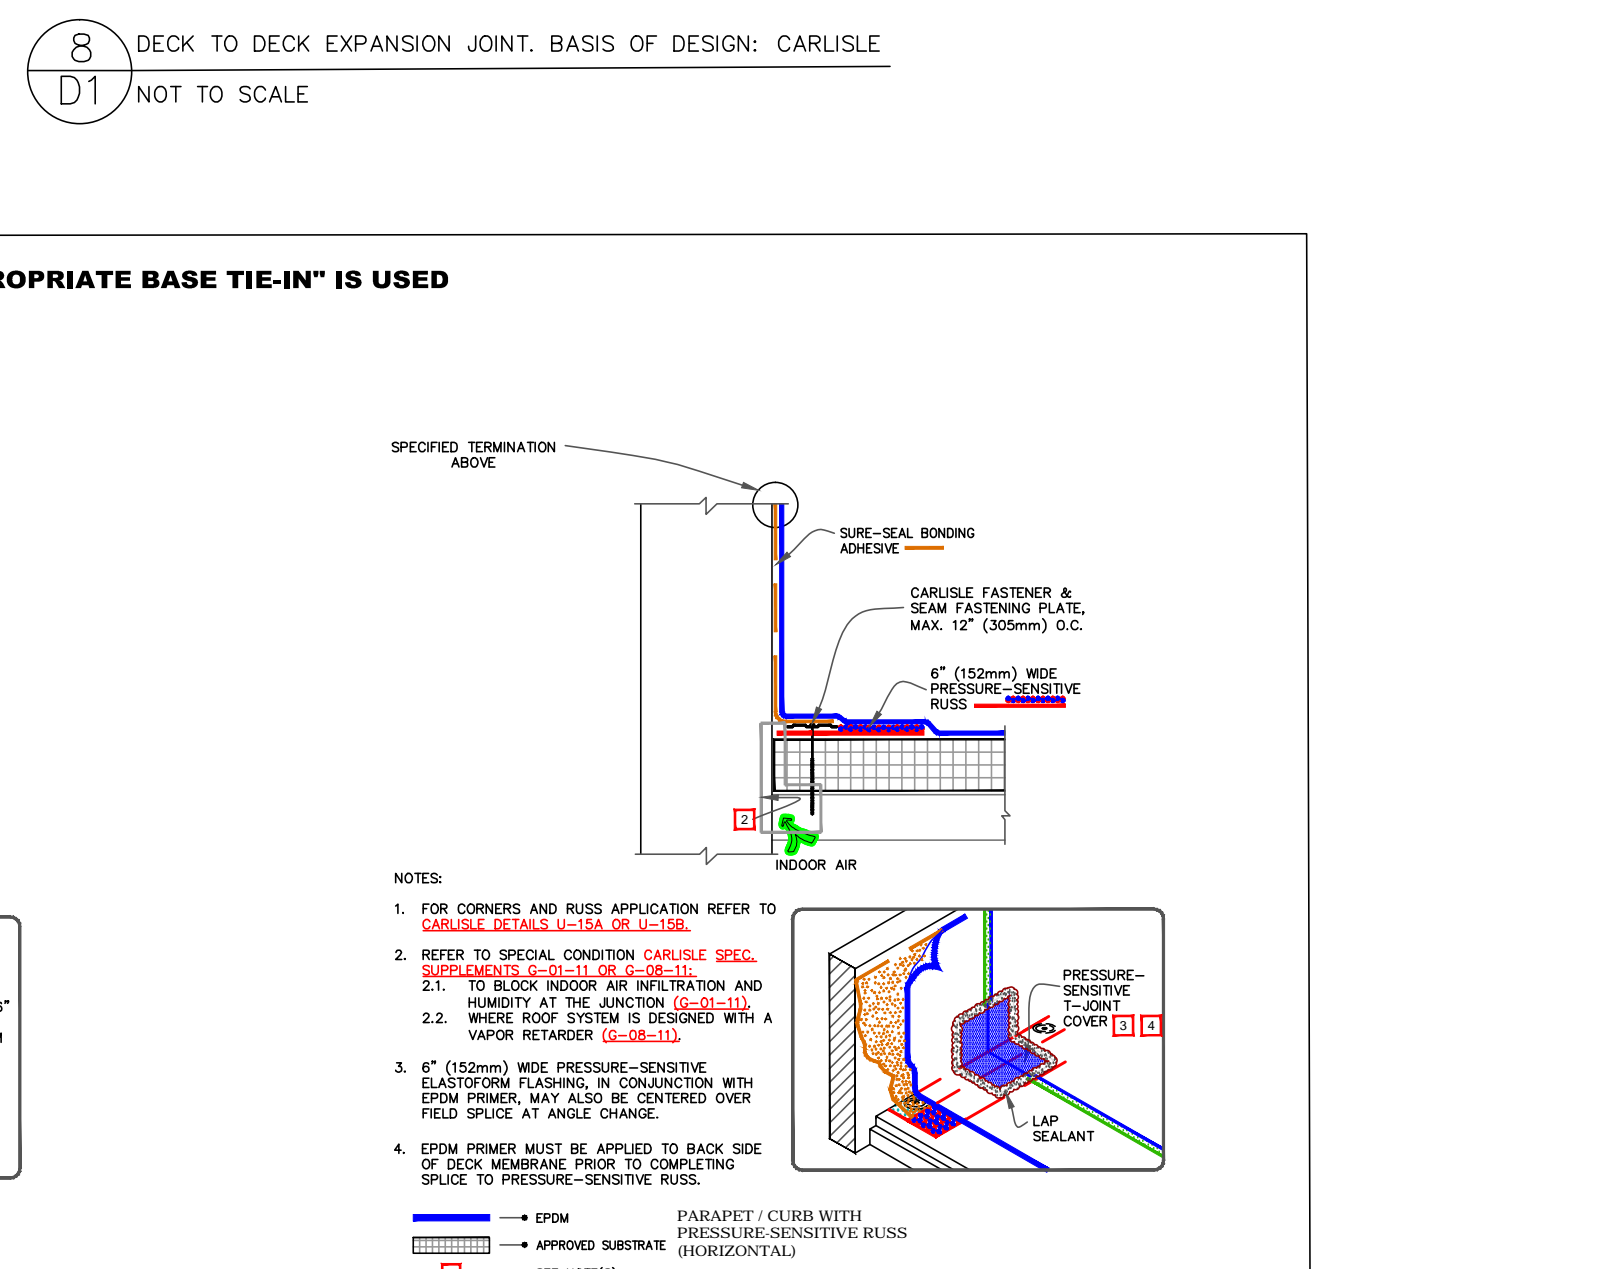 8
DECK TO DECK EXPANSION JOINT. BASIS OF DESIGN: CARLISLE
D1
NOT TO SCALE
ROPRIATE BASE TIE-IN" IS USED
SPECIFIED TERMINATION
ABOVE
SURE-SEAL BONDING
ADHESIVE
CARLISLE FASTENER &
SEAM FASTENING PLATE,
MAX. 12" (305mm) O.C.
6" (152mm) WIDE
PRESSURE-SENSITIVE
RUSS
2
INDOOR AIR
NOTES:
1. FOR CORNERS AND RUSS APPLICATION REFER TO
CARLISLE DETAILS U-15A OR U-15B.
2. REFER TO SPECIAL CONDITION CARLISLE SPEC.
SUPPLEMENTS G-01-11 OR G-08-11:
2.1. TO BLOCK INDOOR AIR INFILTRATION AND
HUMIDITY AT THE JUNCTION (G-01-11).
2.2. WHERE ROOF SYSTEM IS DESIGNED WITH A
VAPOR RETARDER (G-08-11).
3. 6" (152mm) WIDE PRESSURE-SENSITIVE
ELASTOFORM FLASHING, IN CONJUNCTION WITH
EPDM PRIMER, MAY ALSO BE CENTERED OVER
FIELD SPLICE AT ANGLE CHANGE.
4. EPDM PRIMER MUST BE APPLIED TO BACK SIDE
OF DECK MEMBRANE PRIOR TO COMPLETING
SPLICE TO PRESSURE-SENSITIVE RUSS.
PRESSURE-
SENSITIVE
T-JOINT
COVER 3 4
LAP
SEALANT
EPDM
APPROVED SUBSTRATE
PARAPET / CURB WITH
PRESSURE-SENSITIVE RUSS
(HORIZONTAL)